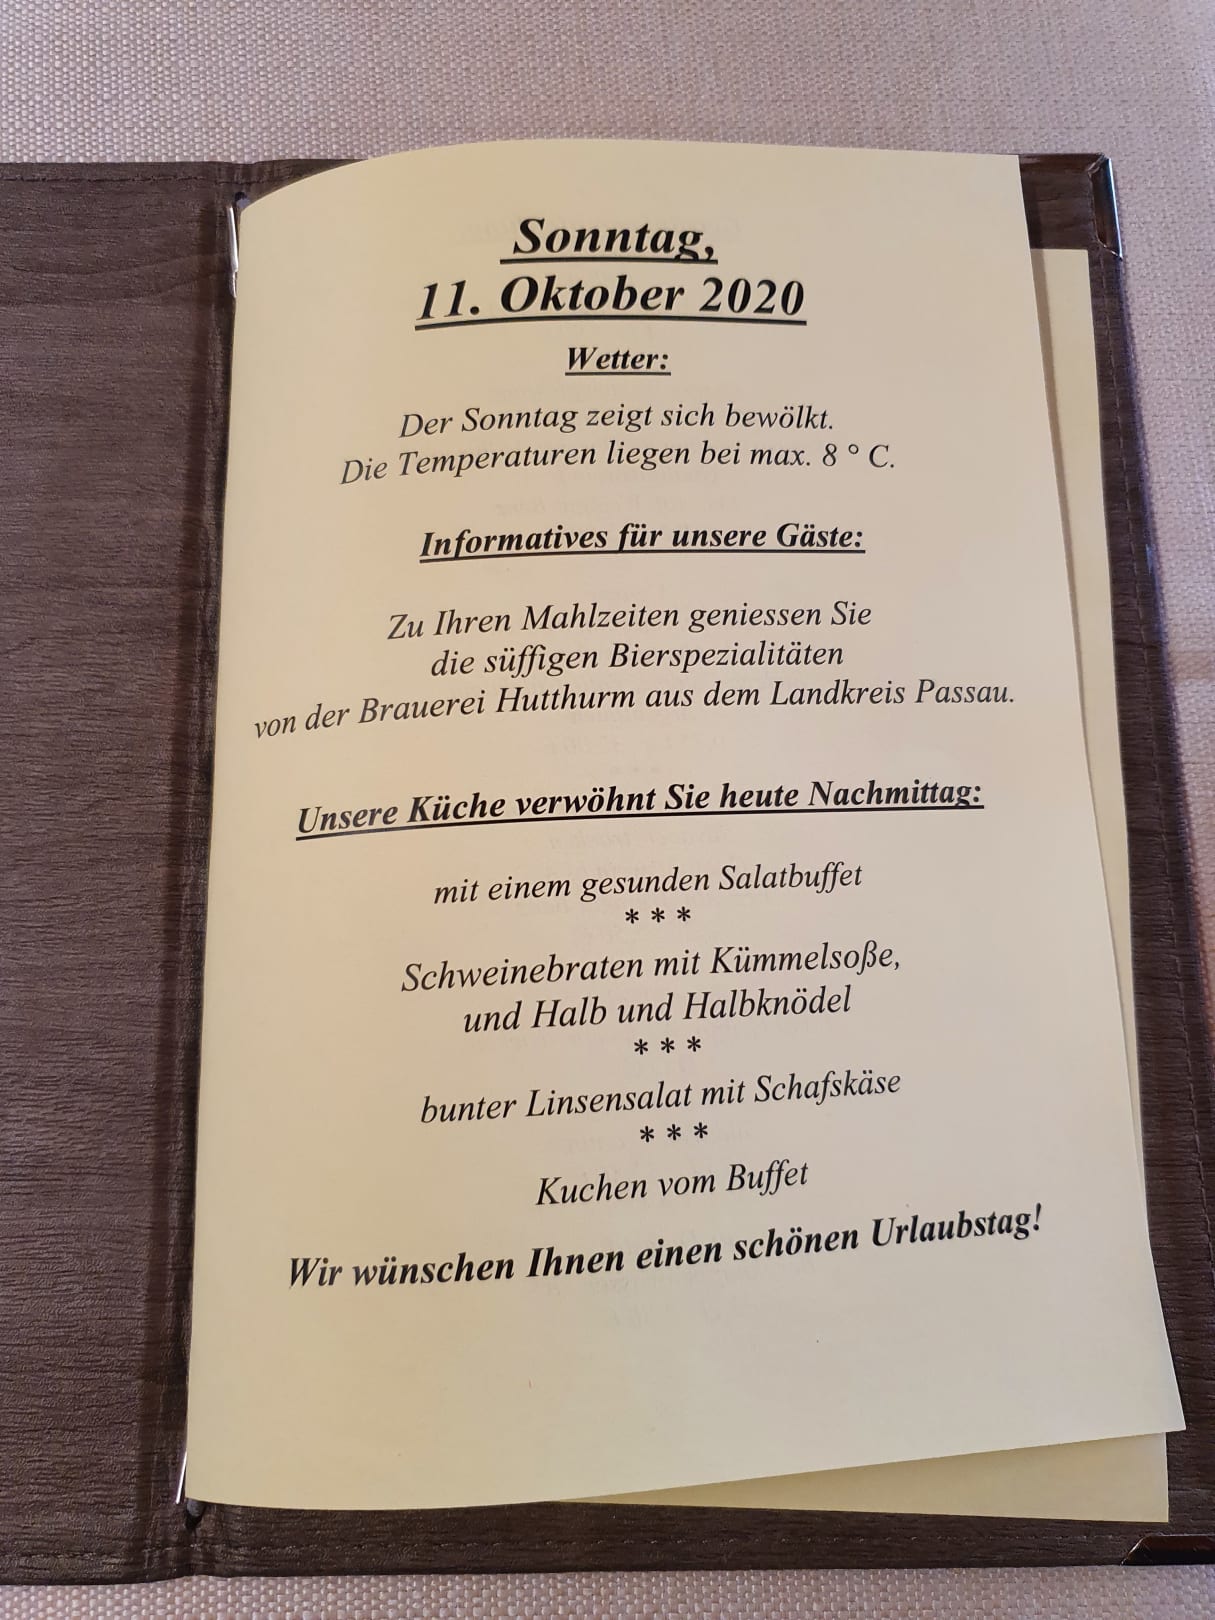 Sonntag,
11. Oktober 2020
Wetter:
Der Sonntag zeigt sich bewölkt.
Die Temperaturen liegen bei max. 8 ° C.
Informatives für unsere Gäste:
Zu Ihren Mahlzeiten geniessen Sie
die süffigen Bierspezialitäten
von der Brauerei Hutthurm aus dem Landkreis Passau.
Unsere Küche verwöhnt Sie heute Nachmittag:
mit einem gesunden Salatbuffet
* * *
Schweinebraten mit Kümmelsoße,
und Halb und Halbknödel
* * *
bunter Linsensalat mit Schafskäse
* * *
Kuchen vom Buffet
Wir wünschen Ihnen einen schönen Urlaubstag!